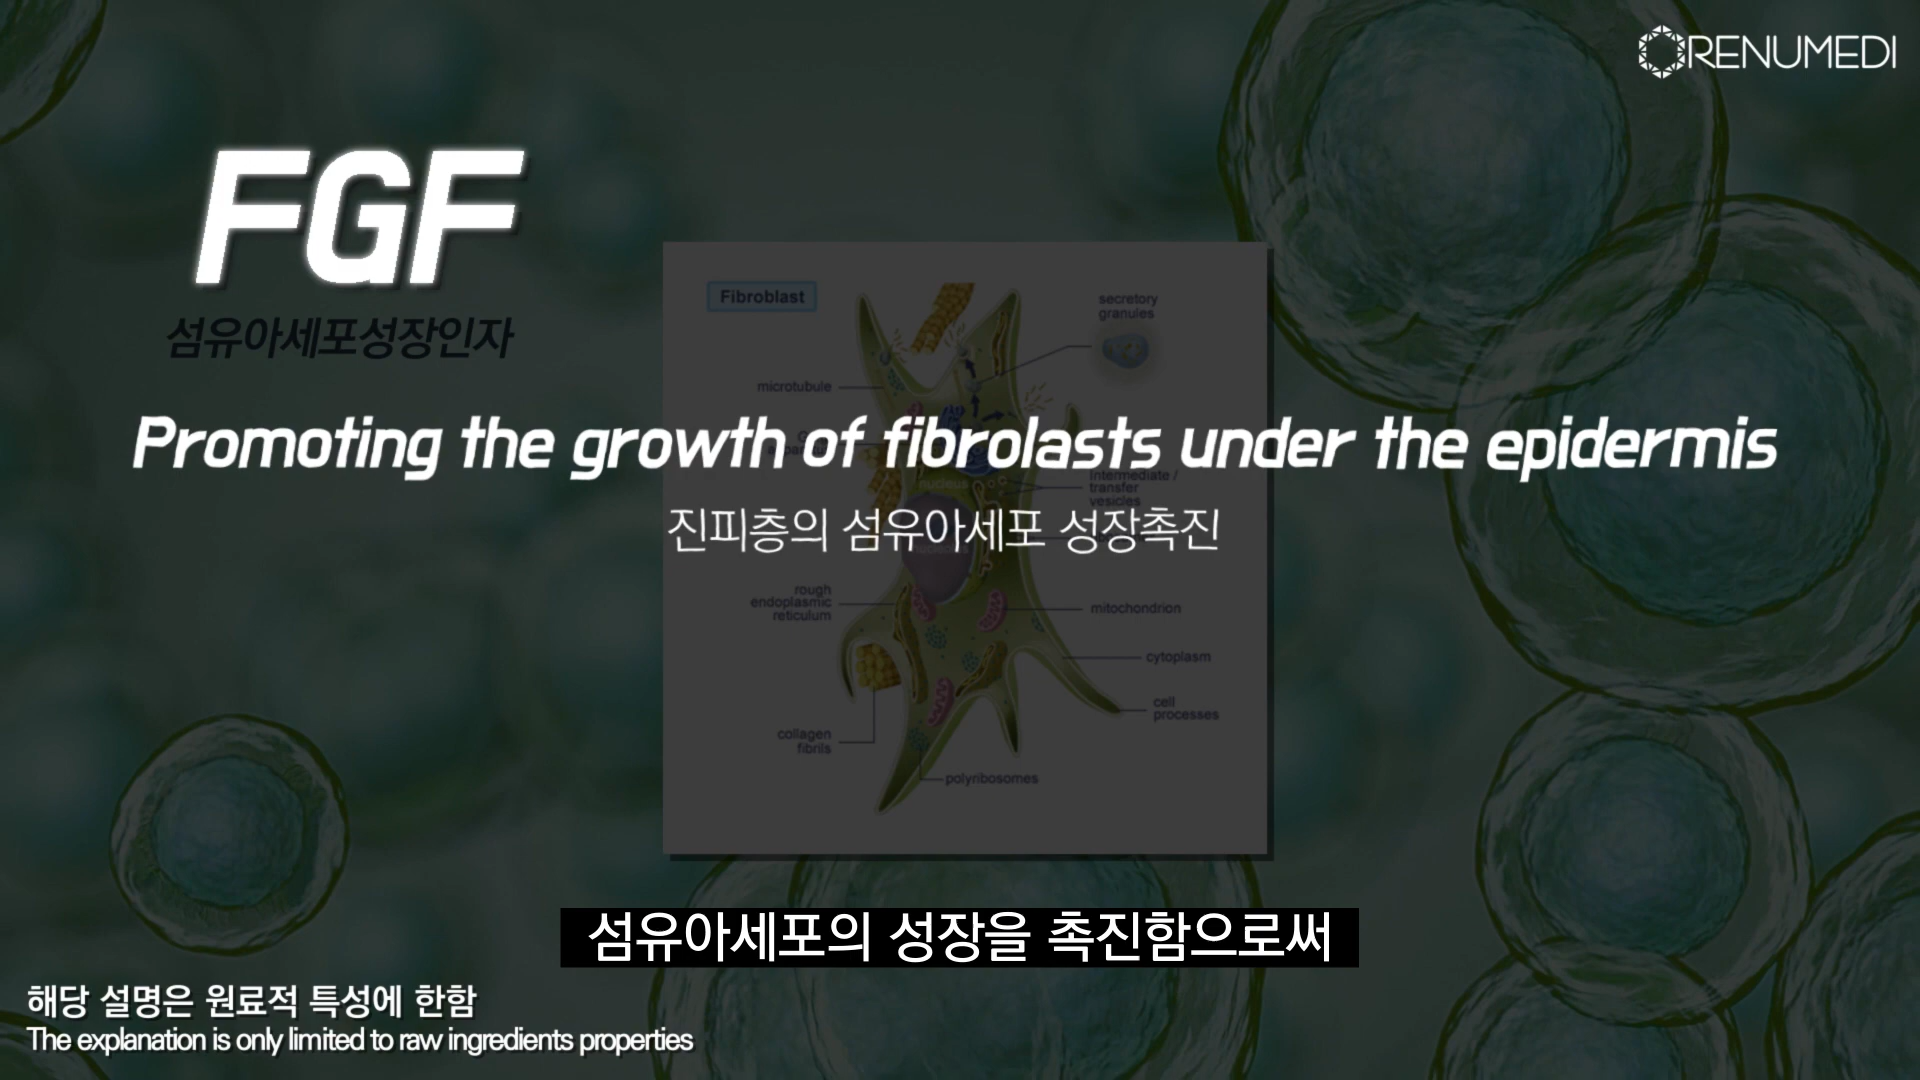 RENUMEDI
FGF
섬유아세포성장인자
Fibroblast
secretory
granules
microtubule
Promoting the growth of fibrolasts under the epidermis
nucleus
intermediate /
transfer
vesicles
진피층의 섬유아세포 성장촉진
rough
endoplasmic
reticulum
mitochondrion
cytoplasm
cell
processes
collagen
fibrils
polyribosomes
섬유아세포의 성장을 촉진함으로써
해당 설명은 원료적 특성에 한함
The explanation is only limited to raw ingredients properties